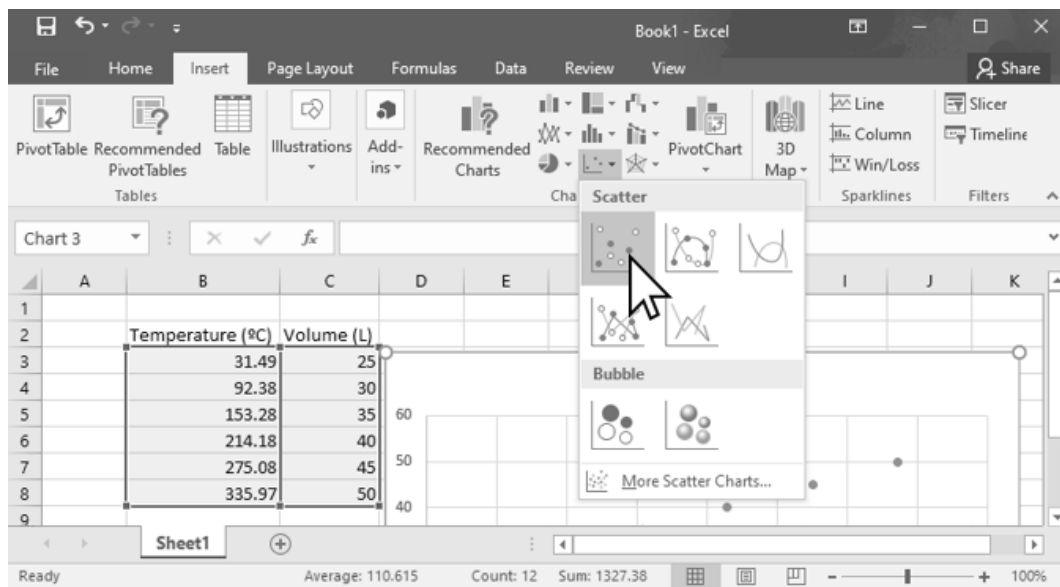 Book1 - Excel
File Home Insert Page Layout Formulas Data Review View Share
PivotTable Recommended PivotTables Table
Tables
Illustrations
Add-ins
Recommended Charts
Cha
PivotChart
3D Map
Line
Column
Win/Loss
Sparklines
Slicer
Timeline
Filters
Scatter
Bubble
More Scatter Charts...
Chart 3 fx
A B C D E I J K
1
2 Temperature (ºC) Volume (L)
3 31.49 25
4 92.38 30
5 153.28 35
6 214.18 40
7 275.08 45
8 335.97 50
9
60
50
40
Sheet1
Ready Average: 110.615 Count: 12 Sum: 1327.38 100%